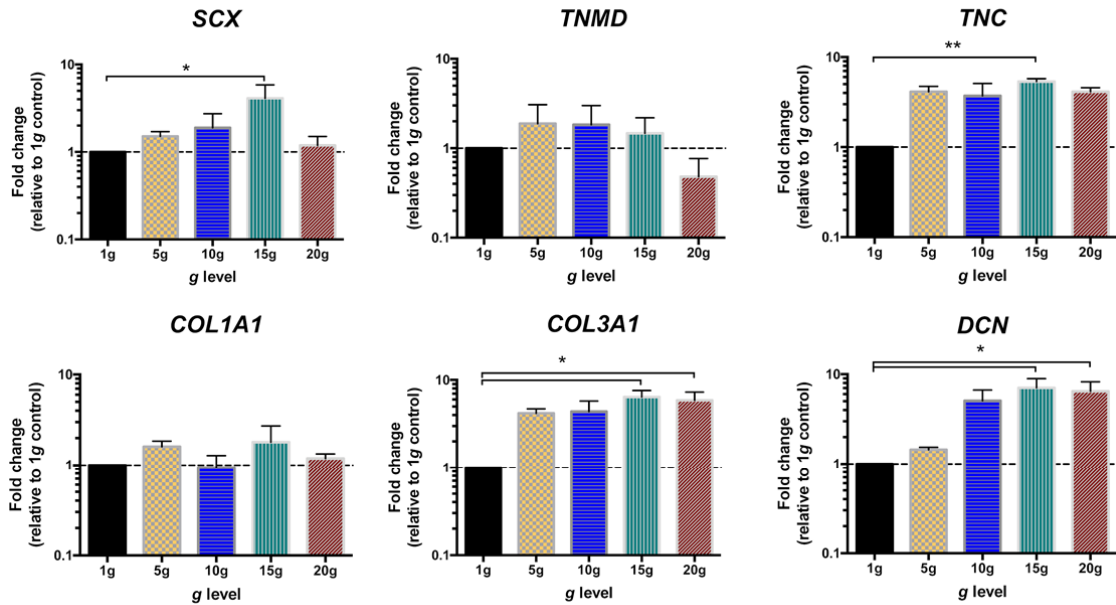 SCX
Fold change
(relative to 1g control)
10
1
0.1
*
1g 5g 10g 15g 20g
g level
TNMD
Fold change
(relative to 1g control)
10
1
0.1
1g 5g 10g 15g 20g
g level
TNC
Fold change
(relative to 1g control)
10
1
0.1
**
1g 5g 10g 15g 20g
g level
COL1A1
Fold change
(relative to 1g control)
10
1
0.1
1g 5g 10g 15g 20g
g level
COL3A1
Fold change
(relative to 1g control)
10
1
0.1
*
1g 5g 10g 15g 20g
g level
DCN
Fold change
(relative to 1g control)
10
1
0.1
*
1g 5g 10g 15g 20g
g level